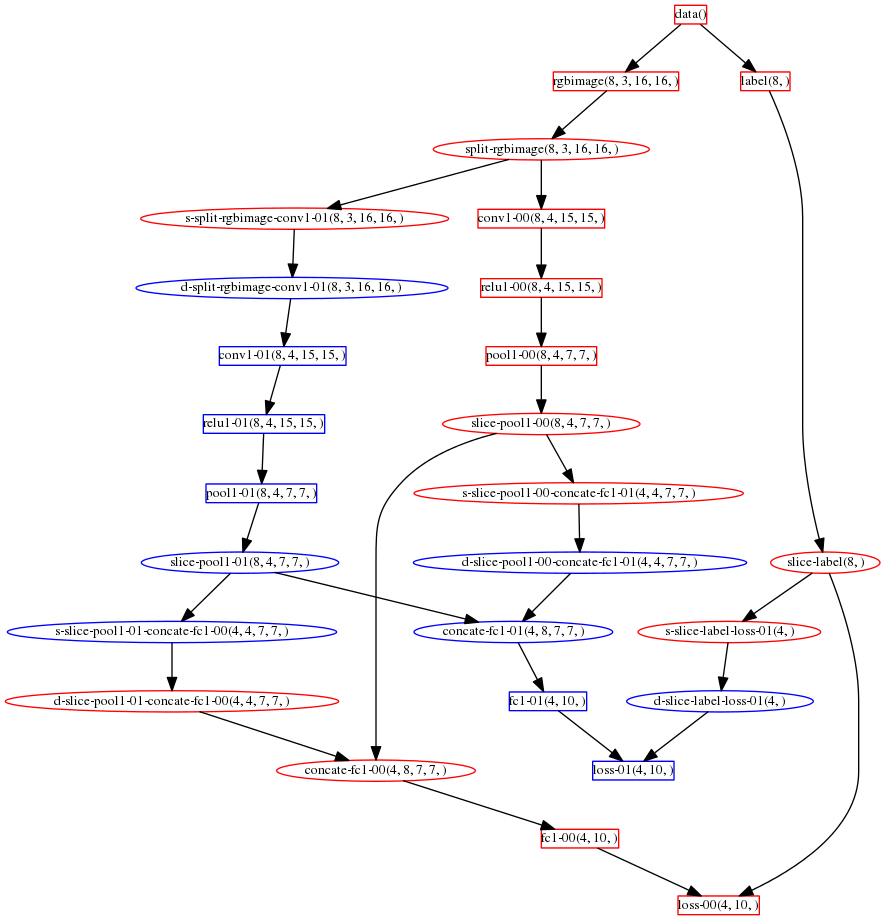 data()
rgbimage(8, 3, 16, 16, )
label(8, )
split-rgbimage(8, 3, 16, 16, )
s-split-rgbimage-conv1-01(8, 3, 16, 16, )
conv1-00(8, 4, 15, 15, )
d-split-rgbimage-conv1-01(8, 3, 16, 16, )
relu1-00(8, 4, 15, 15, )
conv1-01(8, 4, 15, 15, )
pool1-00(8, 4, 7, 7, )
relu1-01(8, 4, 15, 15, )
slice-pool1-00(8, 4, 7, 7, )
pool1-01(8, 4, 7, 7, )
s-slice-pool1-00-concate-fc1-01(4, 4, 7, 7, )
slice-pool1-01(8, 4, 7, 7, )
d-slice-pool1-00-concate-fc1-01(4, 4, 7, 7, )
slice-label(8, )
s-slice-pool1-01-concate-fc1-00(4, 4, 7, 7, )
concate-fc1-01(4, 8, 7, 7, )
s-slice-label-loss-01(4, )
d-slice-pool1-01-concate-fc1-00(4, 4, 7, 7, )
fc1-01(4, 10, )
d-slice-label-loss-01(4, )
concate-fc1-00(4, 8, 7, 7, )
loss-01(4, 10, )
fc1-00(4, 10, )
loss-00(4, 10, )